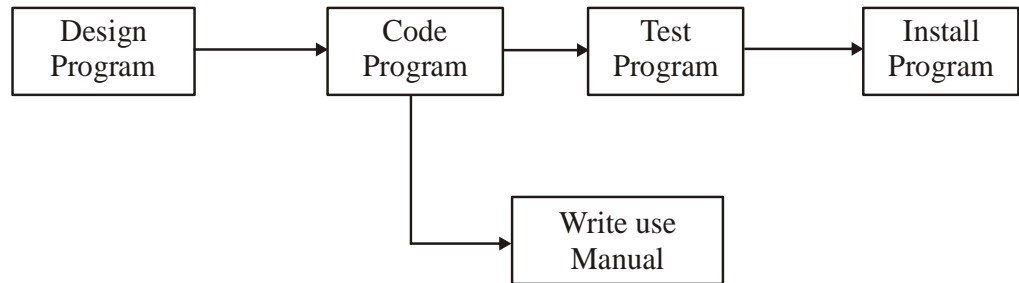 Design
Program
Code
Program
Test
Program
Install
Program
Write use
Manual